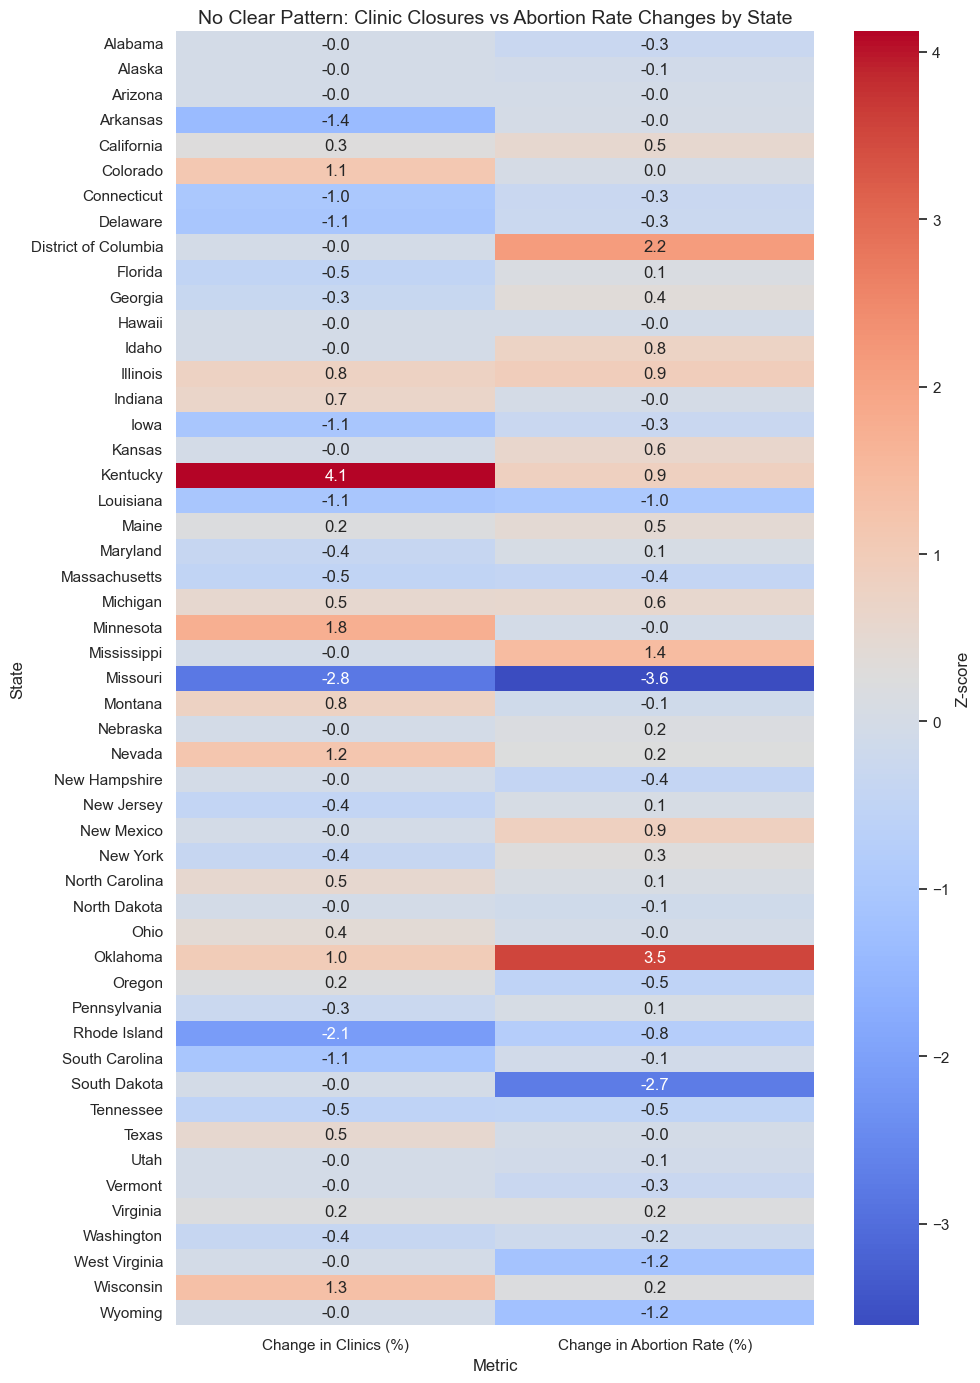 No Clear Pattern: Clinic Closures vs Abortion Rate Changes by State
Alabama -0.0 -0.3
Alaska -0.0 -0.1
Arizona -0.0 -0.0
Arkansas -1.4 -0.0
California 0.3 0.5
Colorado 1.1 0.0
Connecticut -1.0 -0.3
Delaware -1.1 -0.3
District of Columbia -0.0 2.2
Florida -0.5 0.1
Georgia -0.3 0.4
Hawaii -0.0 -0.0
Idaho -0.0 0.8
Illinois 0.8 0.9
Indiana 0.7 -0.0
Iowa -1.1 -0.3
Kansas -0.0 0.6
Kentucky 4.1 0.9
Louisiana -1.1 -1.0
Maine 0.2 0.5
Maryland -0.4 0.1
Massachusetts -0.5 -0.4
Michigan 0.5 0.6
Minnesota 1.8 -0.0
Mississippi -0.0 1.4
Missouri -2.8 -3.6
Montana 0.8 -0.1
Nebraska -0.0 0.2
Nevada 1.2 0.2
New Hampshire -0.0 -0.4
New Jersey -0.4 0.1
New Mexico -0.0 0.9
New York -0.4 0.3
North Carolina 0.5 0.1
North Dakota -0.0 -0.1
Ohio 0.4 -0.0
Oklahoma 1.0 3.5
Oregon 0.2 -0.5
Pennsylvania -0.3 0.1
Rhode Island -2.1 -0.8
South Carolina -1.1 -0.1
South Dakota -0.0 -2.7
Tennessee -0.5 -0.5
Texas 0.5 -0.0
Utah -0.0 -0.1
Vermont -0.0 -0.3
Virginia 0.2 0.2
Washington -0.4 -0.2
West Virginia -0.0 -1.2
Wisconsin 1.3 0.2
Wyoming -0.0 -1.2
Change in Clinics (%) Change in Abortion Rate (%)
Metric
State
4
3
2
1
0
−1
−2
−3
Z-score